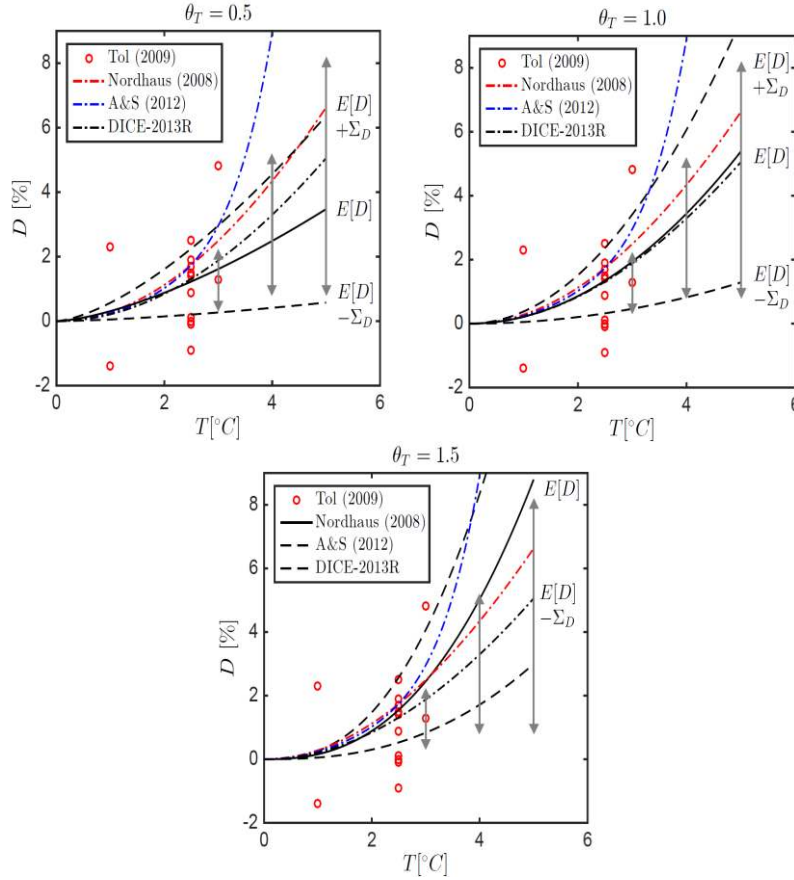 θ_T = 0.5
8
6
4
2
0
-2
D [%]
0
2
4
6
T[°C]
Tol (2009)
Nordhaus (2008)
A&S (2012)
DICE-2013R
E[D]
+Σ_D
E[D]
E[D]
−Σ_D
θ_T = 1.0
8
6
4
2
0
-2
D [%]
0
2
4
6
T[°C]
Tol (2009)
Nordhaus (2008)
A&S (2012)
DICE-2013R
E[D]
+Σ_D
E[D]
E[D]
−Σ_D
θ_T = 1.5
8
6
4
2
0
-2
D [%]
0
2
4
6
T[°C]
Tol (2009)
Nordhaus (2008)
A&S (2012)
DICE-2013R
E[D]
E[D]
−Σ_D